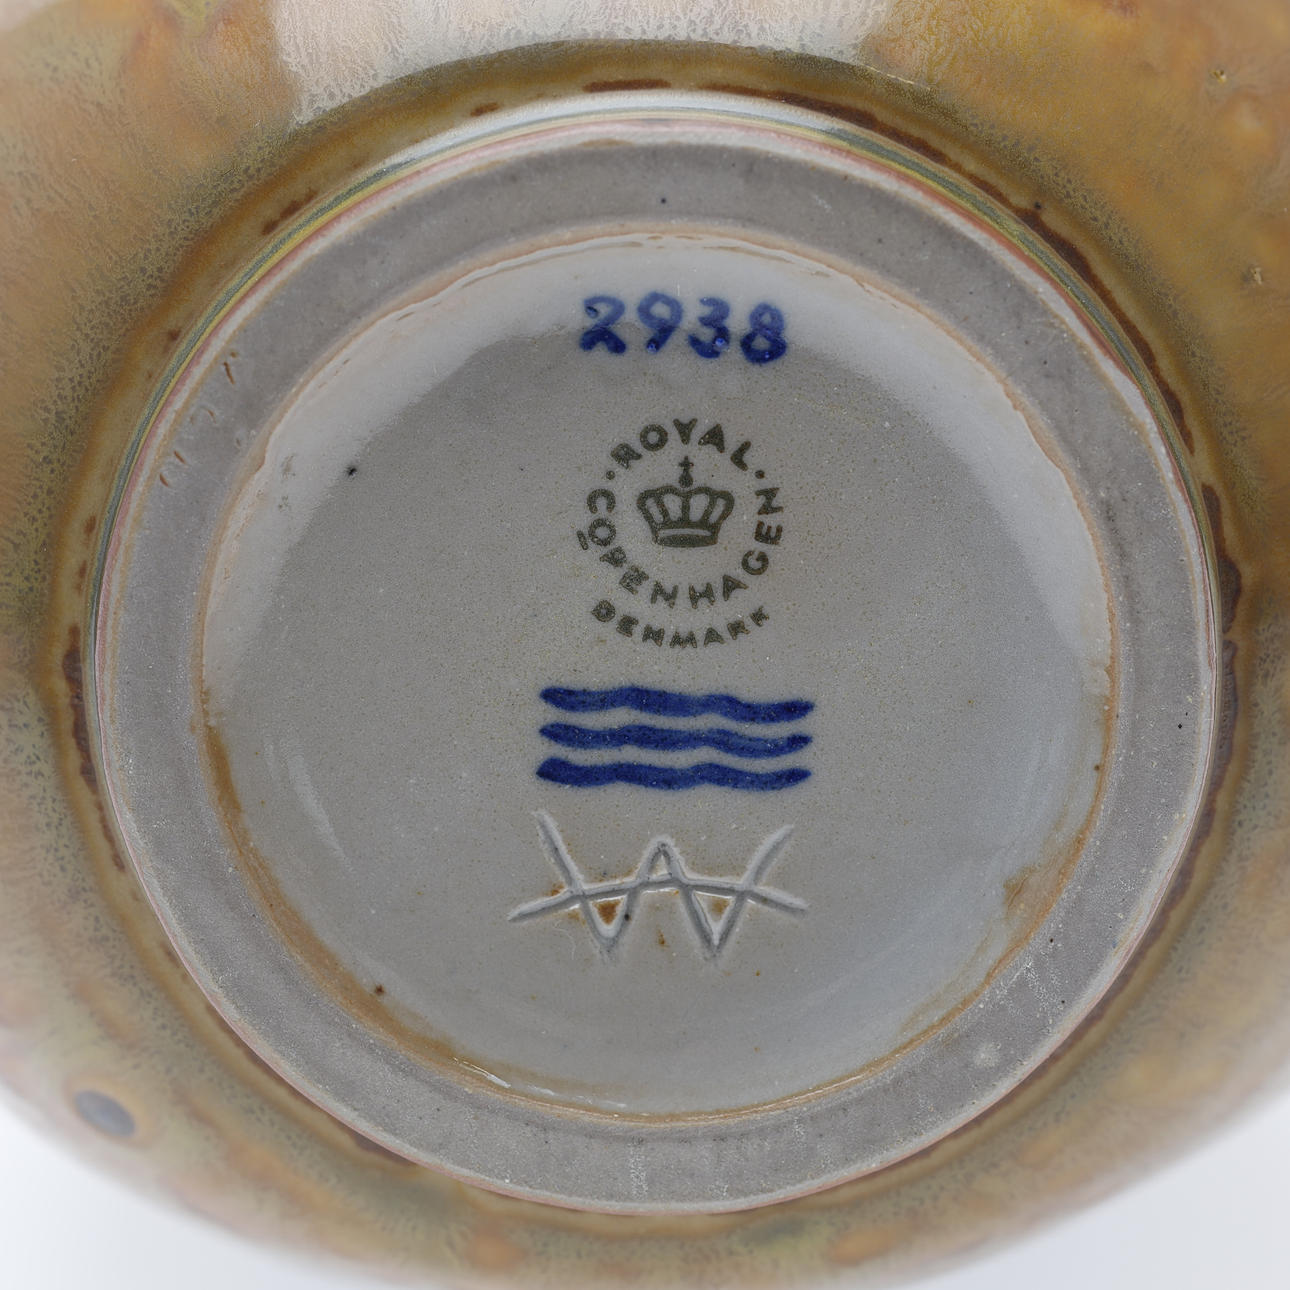 2938
ROYAL
COPENHAGEN
DENMARK